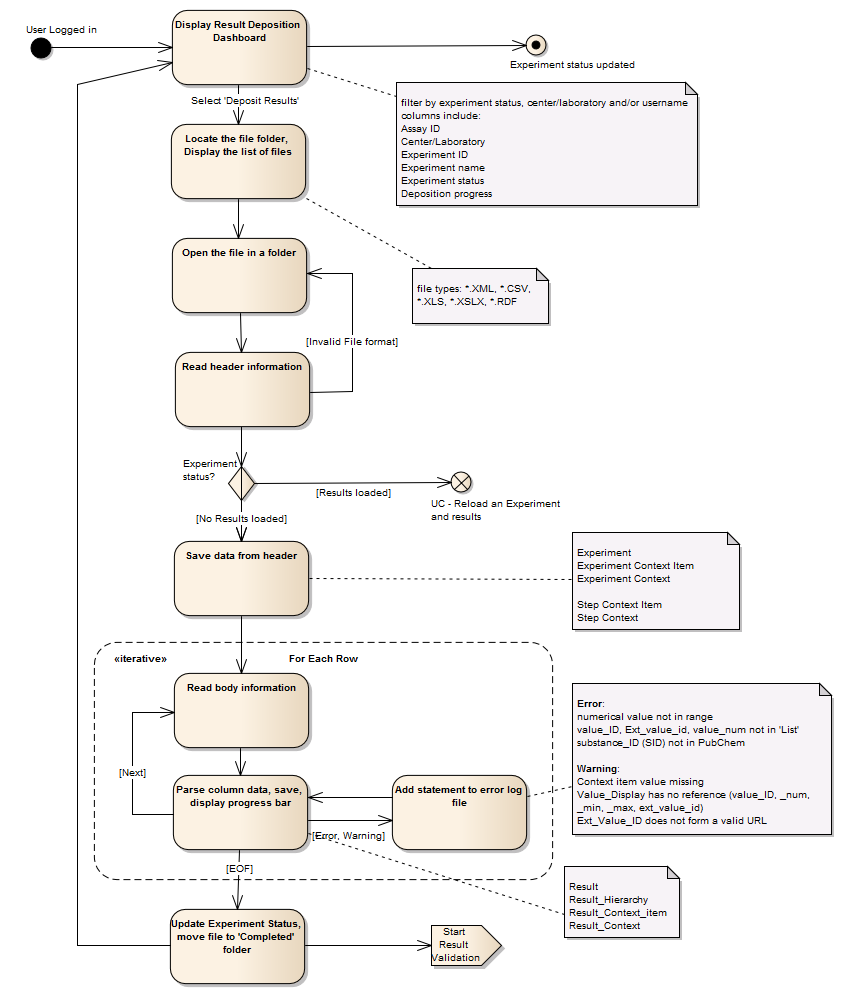 User Logged in
Display Result Deposition
Dashboard
Experiment status updated
Select 'Deposit Results'
filter by experiment status, center/laboratory and/or username
columns include:
Assay ID
Center/Laboratory
Experiment ID
Experiment name
Experiment status
Deposition progress
Locate the file folder,
Display the list of files
Open the file in a folder
file types: *.XML, *.CSV,
*.XLS, *.XSLX, *.RDF
[Invalid File format]
Read header information
Experiment
status?
[Results loaded]
UC - Reload an Experiment
and results
[No Results loaded]
Save data from header
Experiment
Experiment Context Item
Experiment Context
Step Context Item
Step Context
«iterative»
For Each Row
Read body information
[Next]
Parse column data, save,
display progress bar
Add statement to error log
file
[Error, Warning]
Error:
numerical value not in range
value_ID, Ext_value_id, value_num not in 'List'
substance_ID (SID) not in PubChem
Warning:
Context item value missing
Value_Display has no reference (value_ID, _num,
_min, _max, ext_value_id)
Ext_Value_ID does not form a valid URL
[EOF]
Result
Result_Hierarchy
Result_Context_item
Result_Context
Update Experiment Status,
move file to 'Completed'
folder
Start
Result
Validation